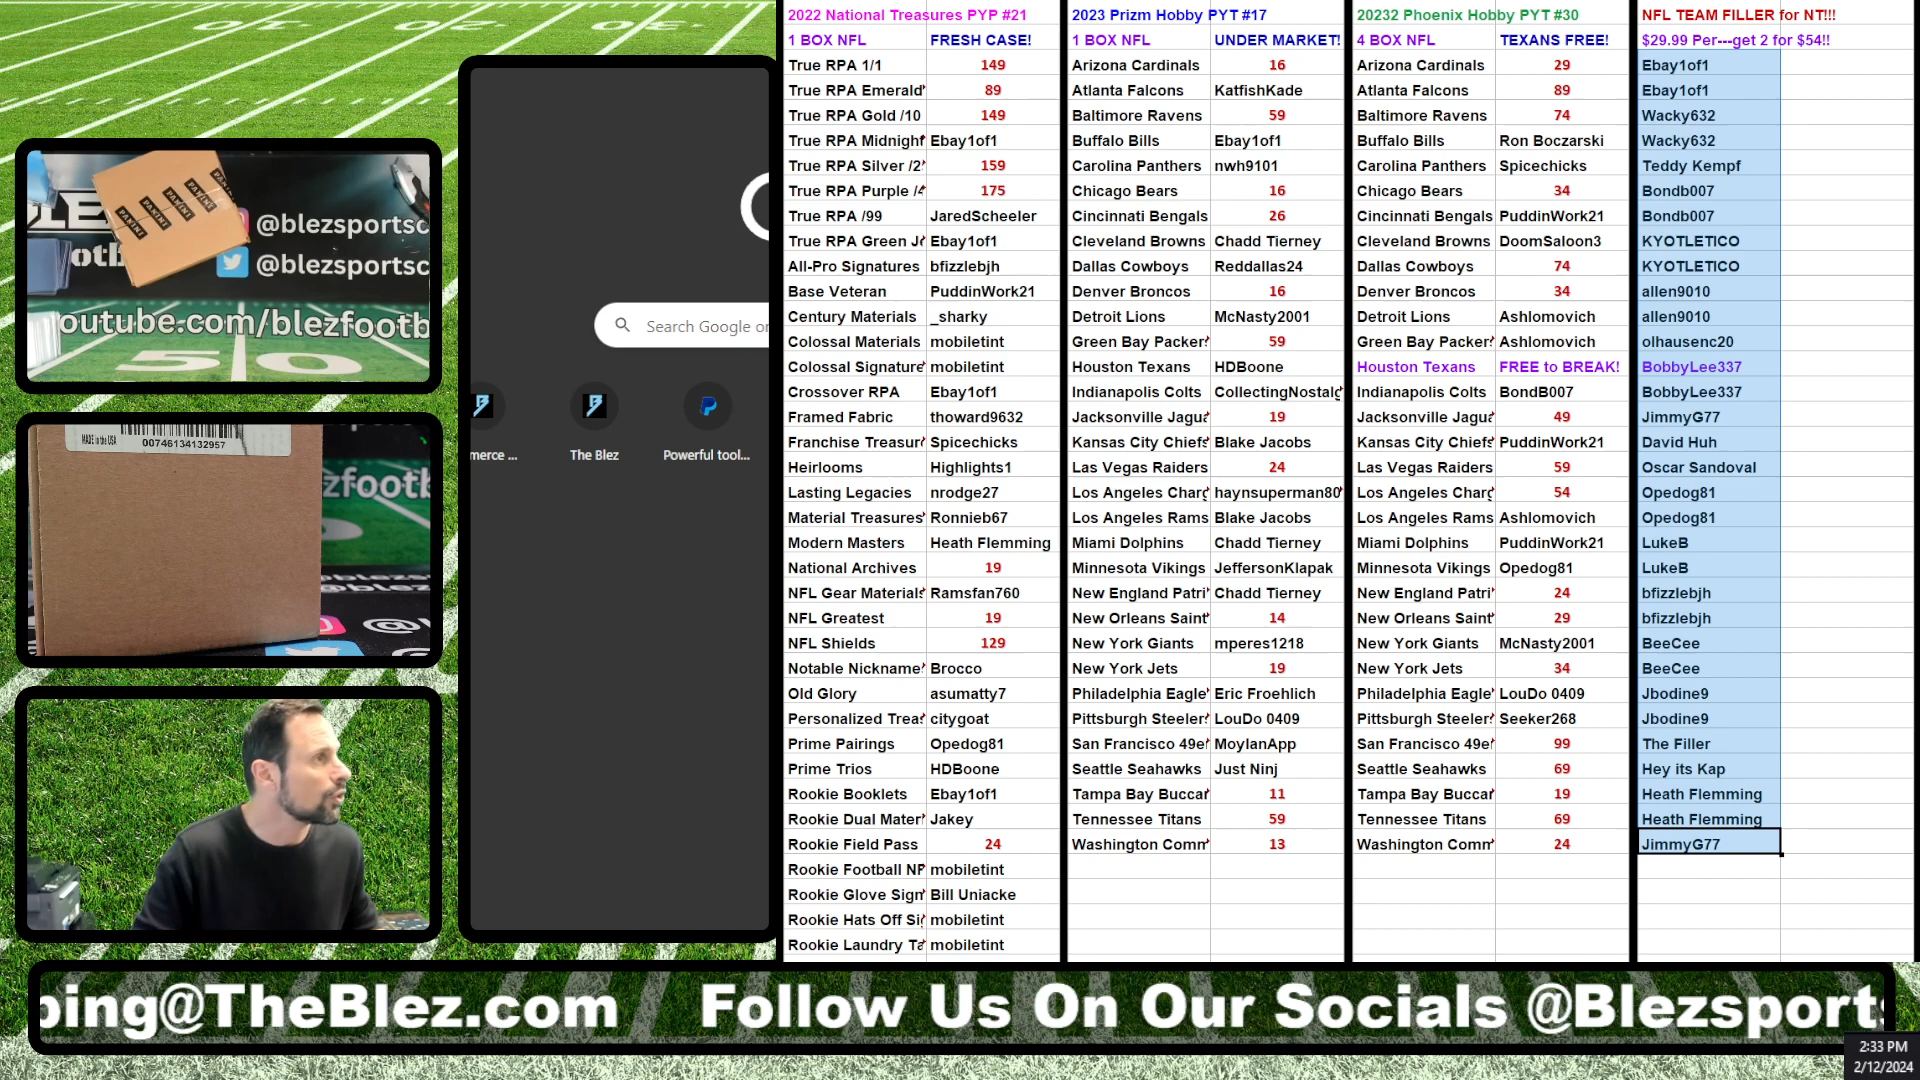 2022 National Treasures PYP #21
1 BOX NFL FRESH CASE!
True RPA 1/1 149
True RPA Emerald 89
True RPA Gold /10 149
True RPA Midnight Ebay1of1
True RPA Silver /2 159
True RPA Purple /4 175
True RPA /99 JaredScheeler
True RPA Green Je Ebay1of1
All-Pro Signatures bfizzlebjh
Base Veteran PuddinWork21
Century Materials _sharky
Colossal Materials mobiletint
Colossal Signature mobiletint
Crossover RPA Ebay1of1
Framed Fabric thoward9632
Franchise Treasur Spicechicks
Heirlooms Highlights1
Lasting Legacies nrodge27
Material Treasures Ronnieb67
Modern Masters Heath Flemming
National Archives 19
NFL Gear Materials Ramsfan760
NFL Greatest 19
NFL Shields 129
Notable Nickname Brocco
Old Glory asumatty7
Personalized Trea citygoat
Prime Pairings Opedog81
Prime Trios HDBoone
Rookie Booklets Ebay1of1
Rookie Dual Mater Jakey
Rookie Field Pass 24
Rookie Football NF mobiletint
Rookie Glove Sign Bill Uniacke
Rookie Hats Off Si mobiletint
Rookie Laundry Ta mobiletint
2023 Prizm Hobby PYT #17
1 BOX NFL UNDER MARKET!
Arizona Cardinals 16
Atlanta Falcons KatfishKade
Baltimore Ravens 59
Buffalo Bills Ebay1of1
Carolina Panthers nwh9101
Chicago Bears 16
Cincinnati Bengals 26
Cleveland Browns Chadd Tierney
Dallas Cowboys Reddallas24
Denver Broncos 16
Detroit Lions McNasty2001
Green Bay Packer 59
Houston Texans HDBoone
Indianapolis Colts CollectingNostalg
Jacksonville Jagua 19
Kansas City Chiefs Blake Jacobs
Las Vegas Raiders 24
Los Angeles Charg haynsuperman80
Los Angeles Rams Blake Jacobs
Miami Dolphins Chadd Tierney
Minnesota Vikings JeffersonKlapak
New England Patri Chadd Tierney
New Orleans Saint 14
New York Giants mperes1218
New York Jets 19
Philadelphia Eagle Eric Froehlich
Pittsburgh Steeler LouDo 0409
San Francisco 49e MoylanApp
Seattle Seahawks Just Ninj
Tampa Bay Buccar 11
Tennessee Titans 59
Washington Comm 13
20232 Phoenix Hobby PYT #30
4 BOX NFL TEXANS FREE!
Arizona Cardinals 29
Atlanta Falcons 89
Baltimore Ravens 74
Buffalo Bills Ron Boczarski
Carolina Panthers Spicechicks
Chicago Bears 34
Cincinnati Bengals PuddinWork21
Cleveland Browns DoomSaloon3
Dallas Cowboys 74
Denver Broncos 34
Detroit Lions Ashlomovich
Green Bay Packer Ashlomovich
Houston Texans FREE to BREAK!
Indianapolis Colts BondB007
Jacksonville Jagua 49
Kansas City Chiefs PuddinWork21
Las Vegas Raiders 59
Los Angeles Charg 54
Los Angeles Rams Ashlomovich
Miami Dolphins PuddinWork21
Minnesota Vikings Opedog81
New England Patri 24
New Orleans Saint 29
New York Giants McNasty2001
New York Jets 34
Philadelphia Eagle LouDo 0409
Pittsburgh Steeler Seeker268
San Francisco 49e 99
Seattle Seahawks 69
Tampa Bay Buccar 19
Tennessee Titans 69
Washington Comm 24
NFL TEAM FILLER for NT!!!
$29.99 Per---get 2 for $54!!
Ebay1of1
Ebay1of1
Wacky632
Wacky632
Teddy Kempf
Bondb007
Bondb007
KYOTLETICO
KYOTLETICO
allen9010
allen9010
olhausenc20
BobbyLee337
BobbyLee337
JimmyG77
David Huh
Oscar Sandoval
Opedog81
Opedog81
LukeB
LukeB
bfizzlebjh
bfizzlebjh
BeeCee
BeeCee
Jbodine9
Jbodine9
The Filler
Hey its Kap
Heath Flemming
Heath Flemming
JimmyG77
PANINI PANINI PANINI PANINI
@blezsportsc
@blezsportsc
outube.com/blezfootb
50
MADE in the USA
00746134132957
zfootb
Search Google or
merce ...
The Blez
Powerful tool...
ping@TheBlez.com Follow Us On Our Socials @Blezsports
2:33 PM
2/12/2024